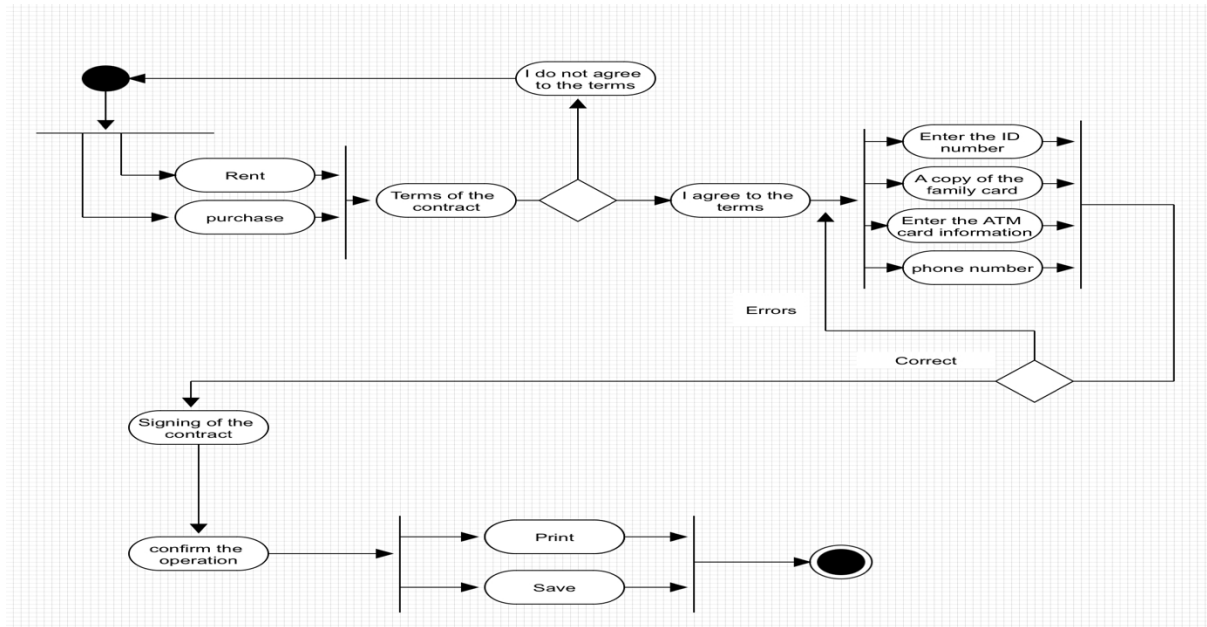 I do not agree
to the terms
Rent
purchase
Terms of the
contract
I agree to the
terms
Enter the ID
number
A copy of the
family card
Enter the ATM
card information
phone number
Errors
Correct
Signing of the
contract
confirm the
operation
Print
Save